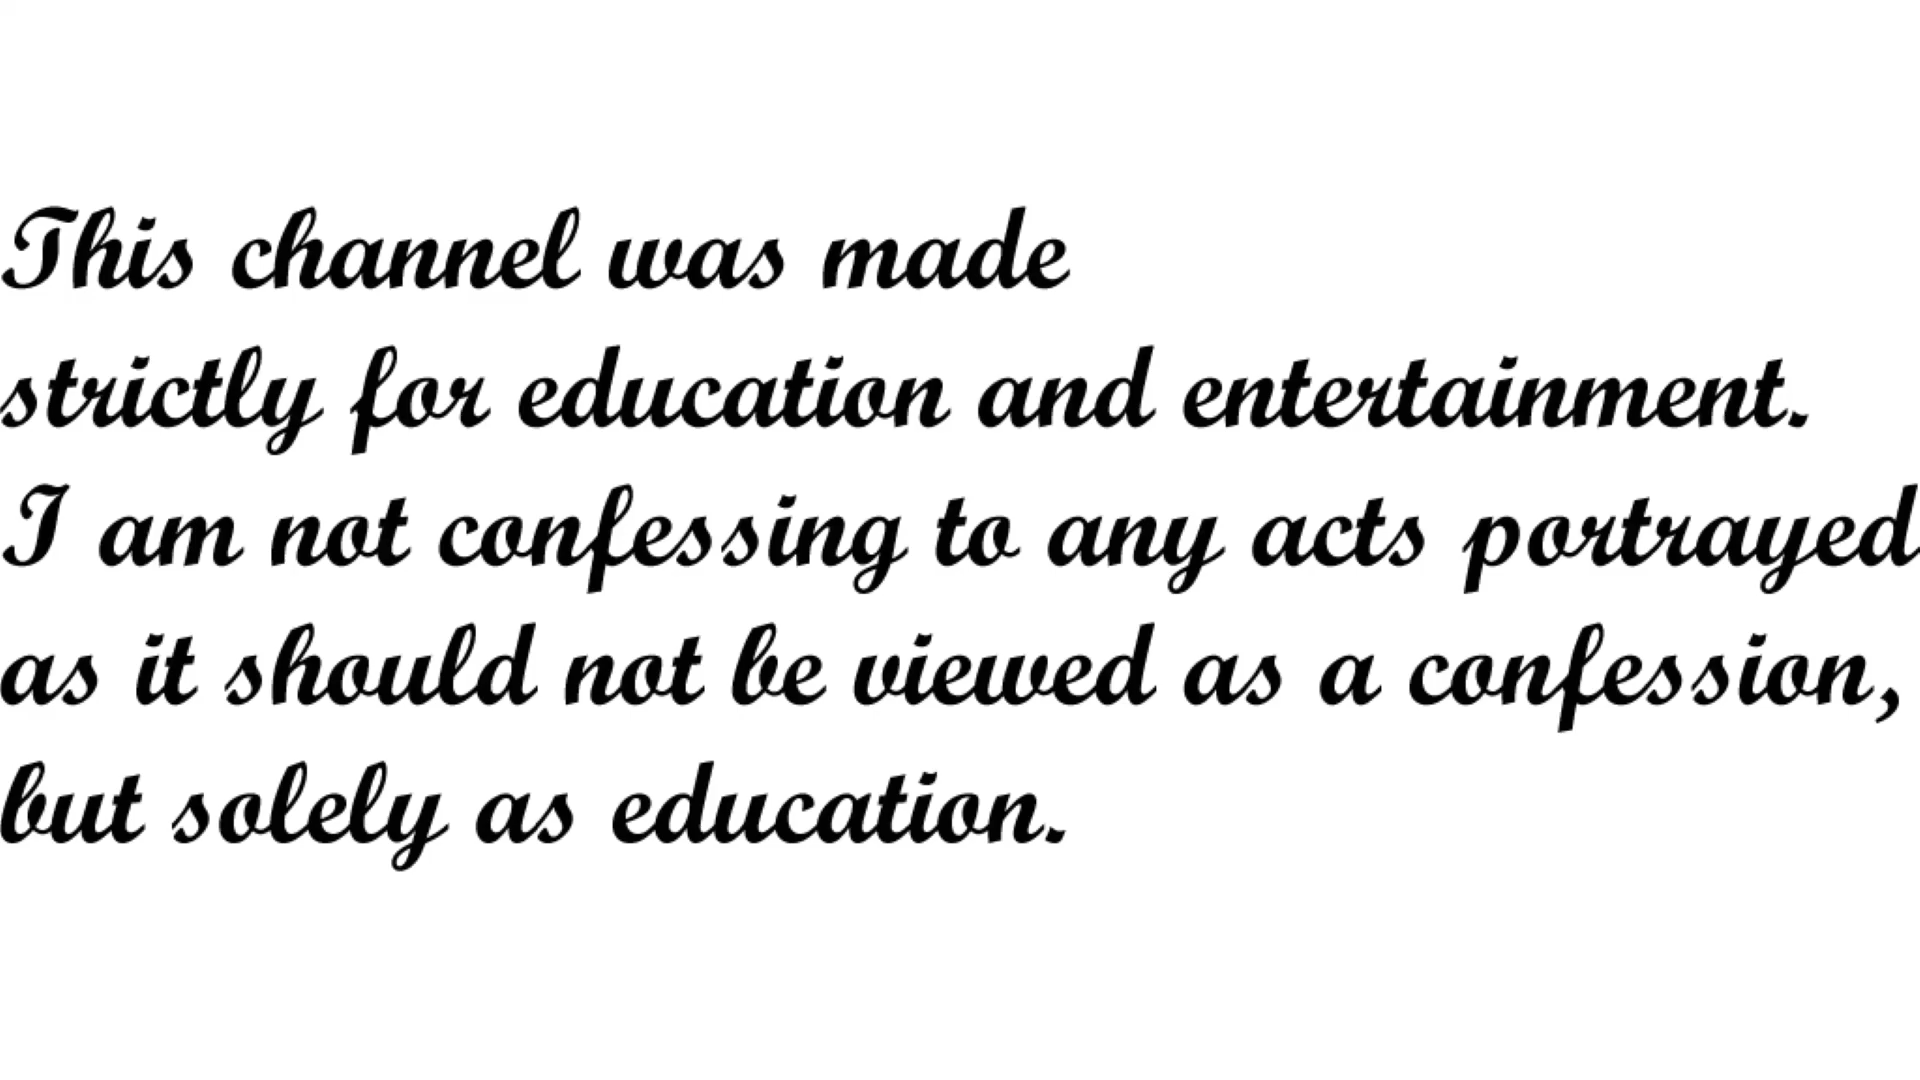 This channel was made
strictly for education and entertainment.
I am not confessing to any acts portrayed
as it should not be viewed as a confession,
but solely as education.